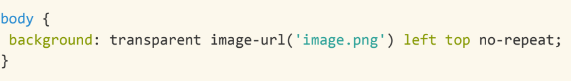 body {
 background: transparent image-url('image.png') left top no-repeat;
}